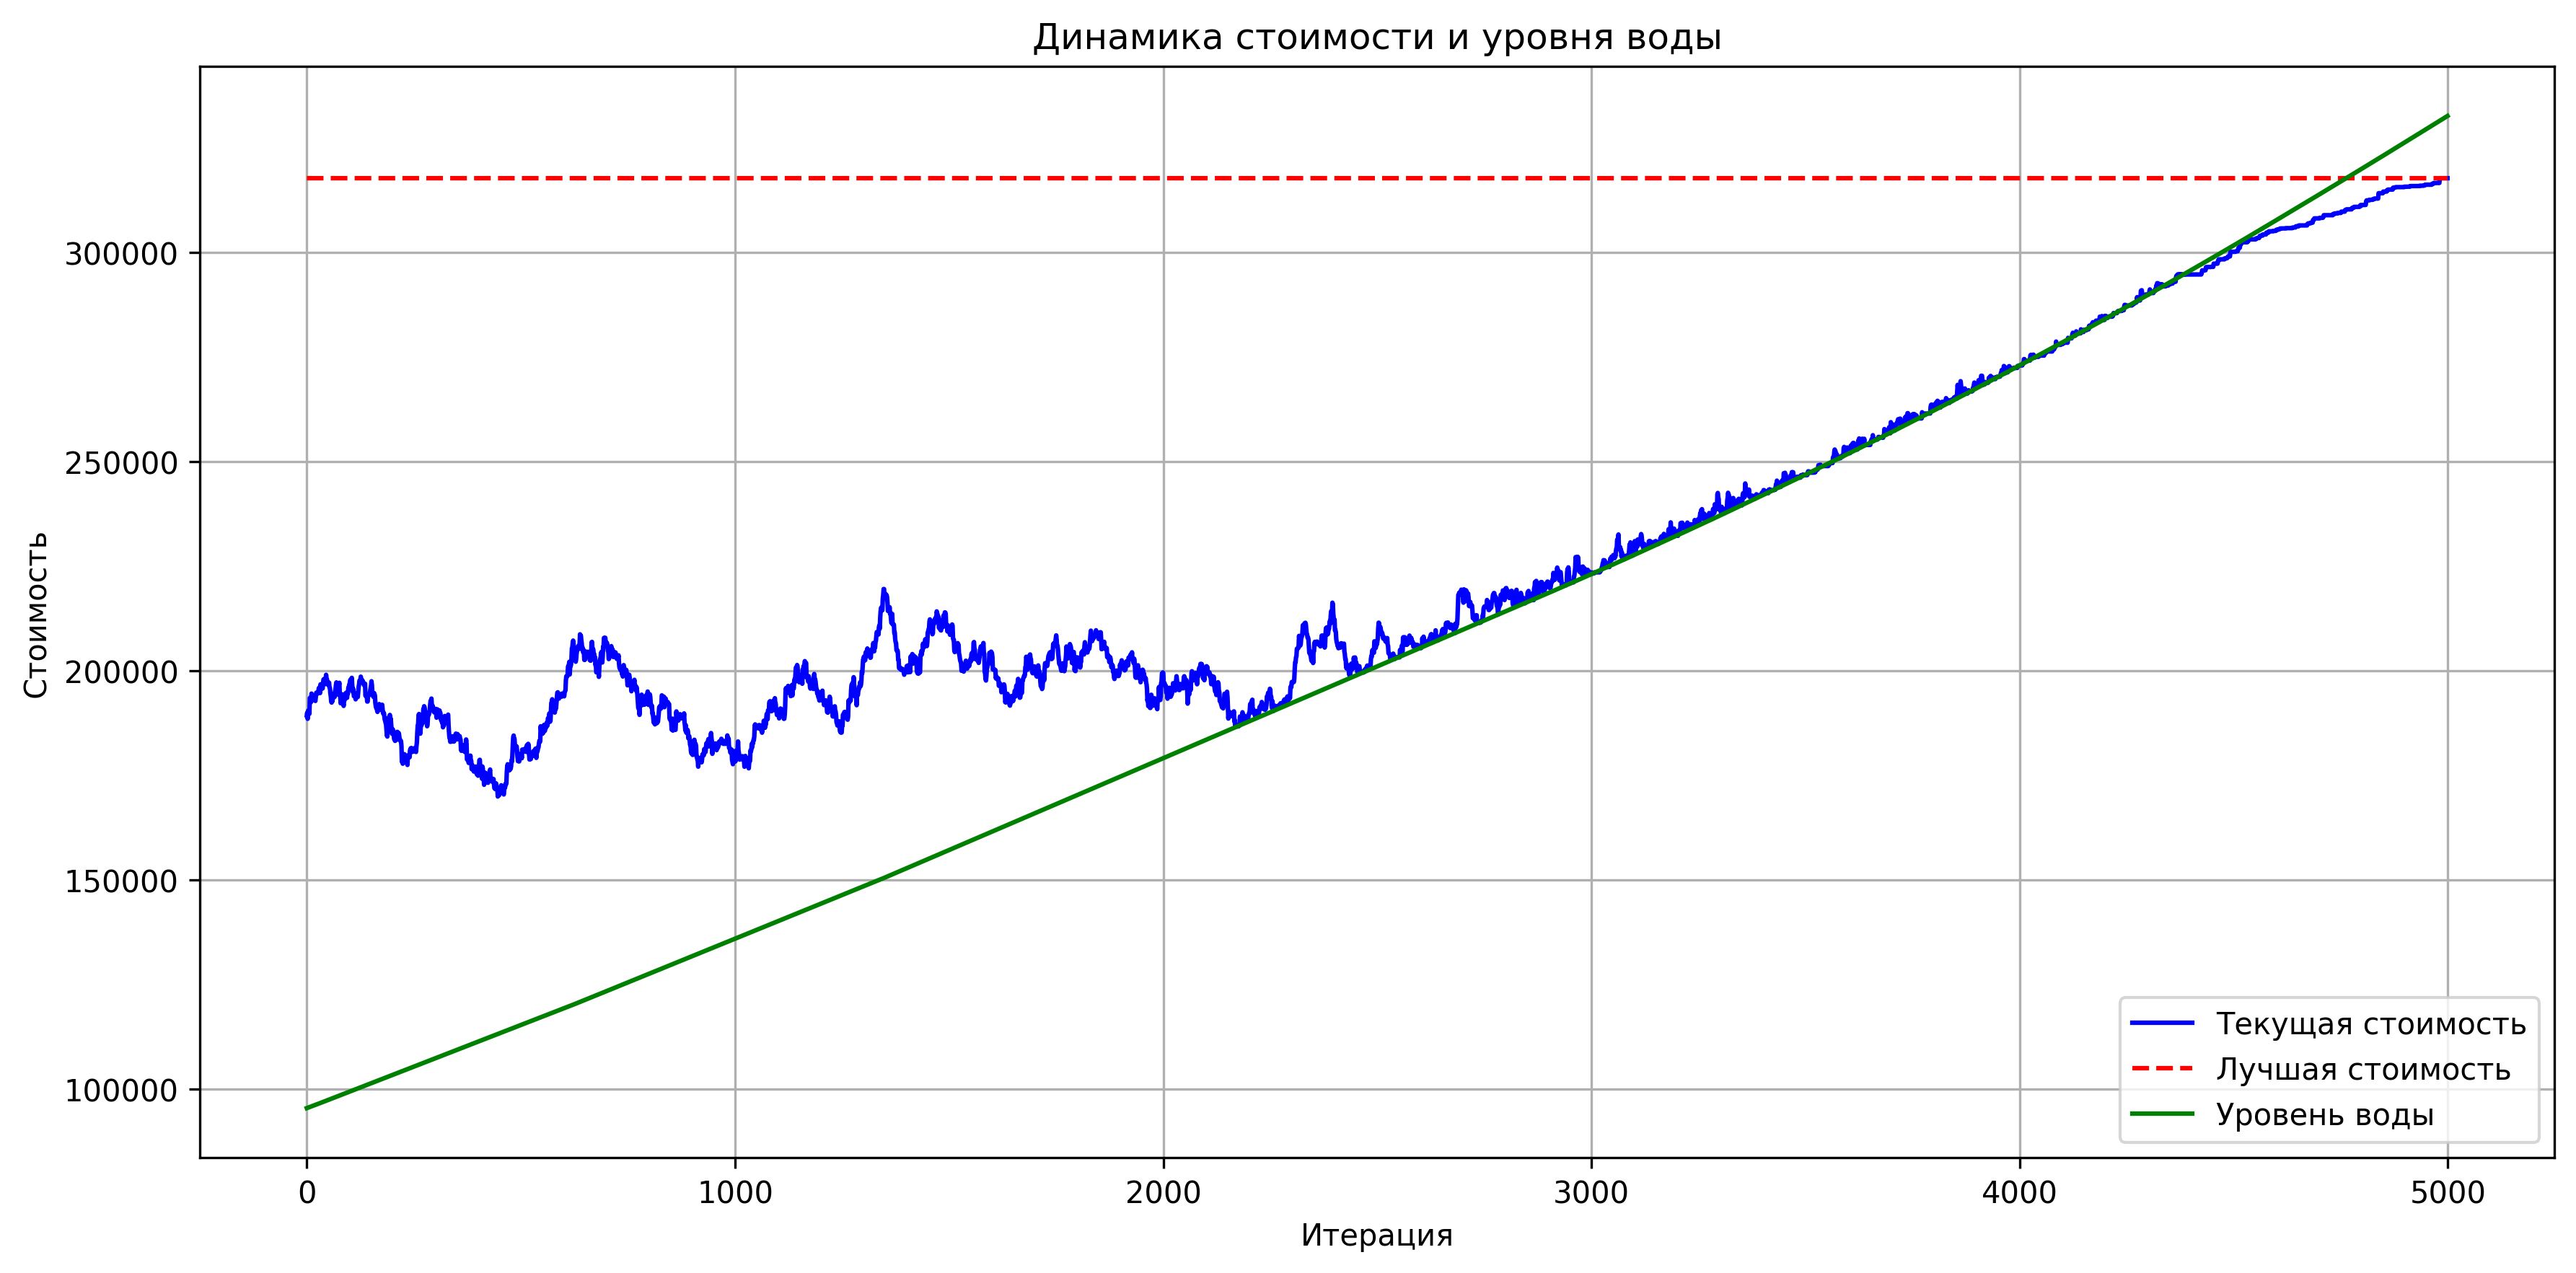 Динамика стоимости и уровня воды
Стоимость
300000
250000
200000
150000
100000
0 1000 2000 3000 4000 5000
Итерация
Текущая стоимость
Лучшая стоимость
Уровень воды